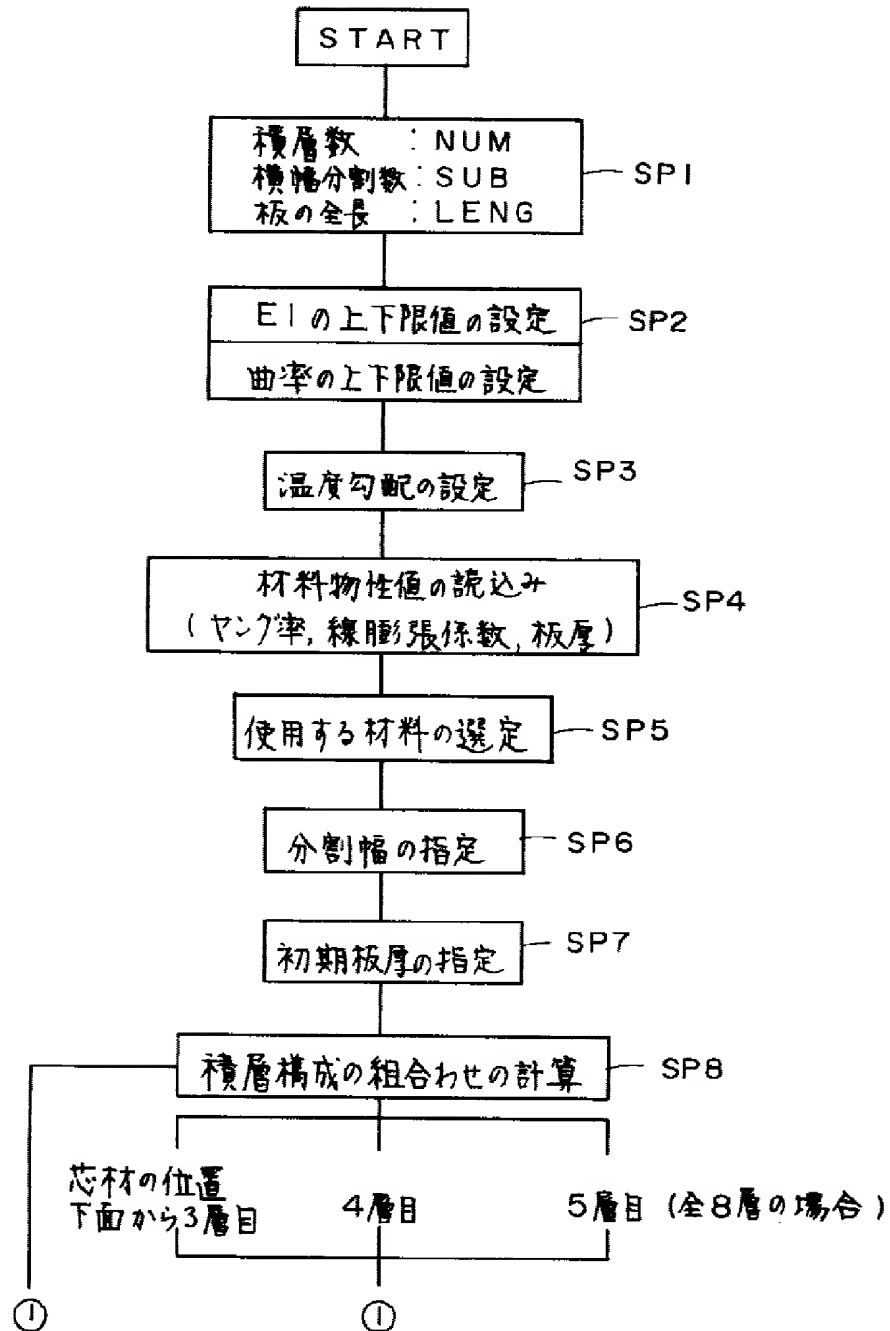 START
積層数 : NUM
横幅分割数 : SUB
板の全長 : LENG
SP1
EIの上下限値の設定
SP2
曲率の上下限値の設定
温度勾配の設定
SP3
材料物性値の読込み
(ヤング率, 線膨張係数, 板厚)
SP4
使用する材料の選定
SP5
分割幅の指定
SP6
初期板厚の指定
SP7
積層構成の組合わせの計算
SP8
芯材の位置
下面から3層目
4層目
5層目 (全8層の場合)
①
①